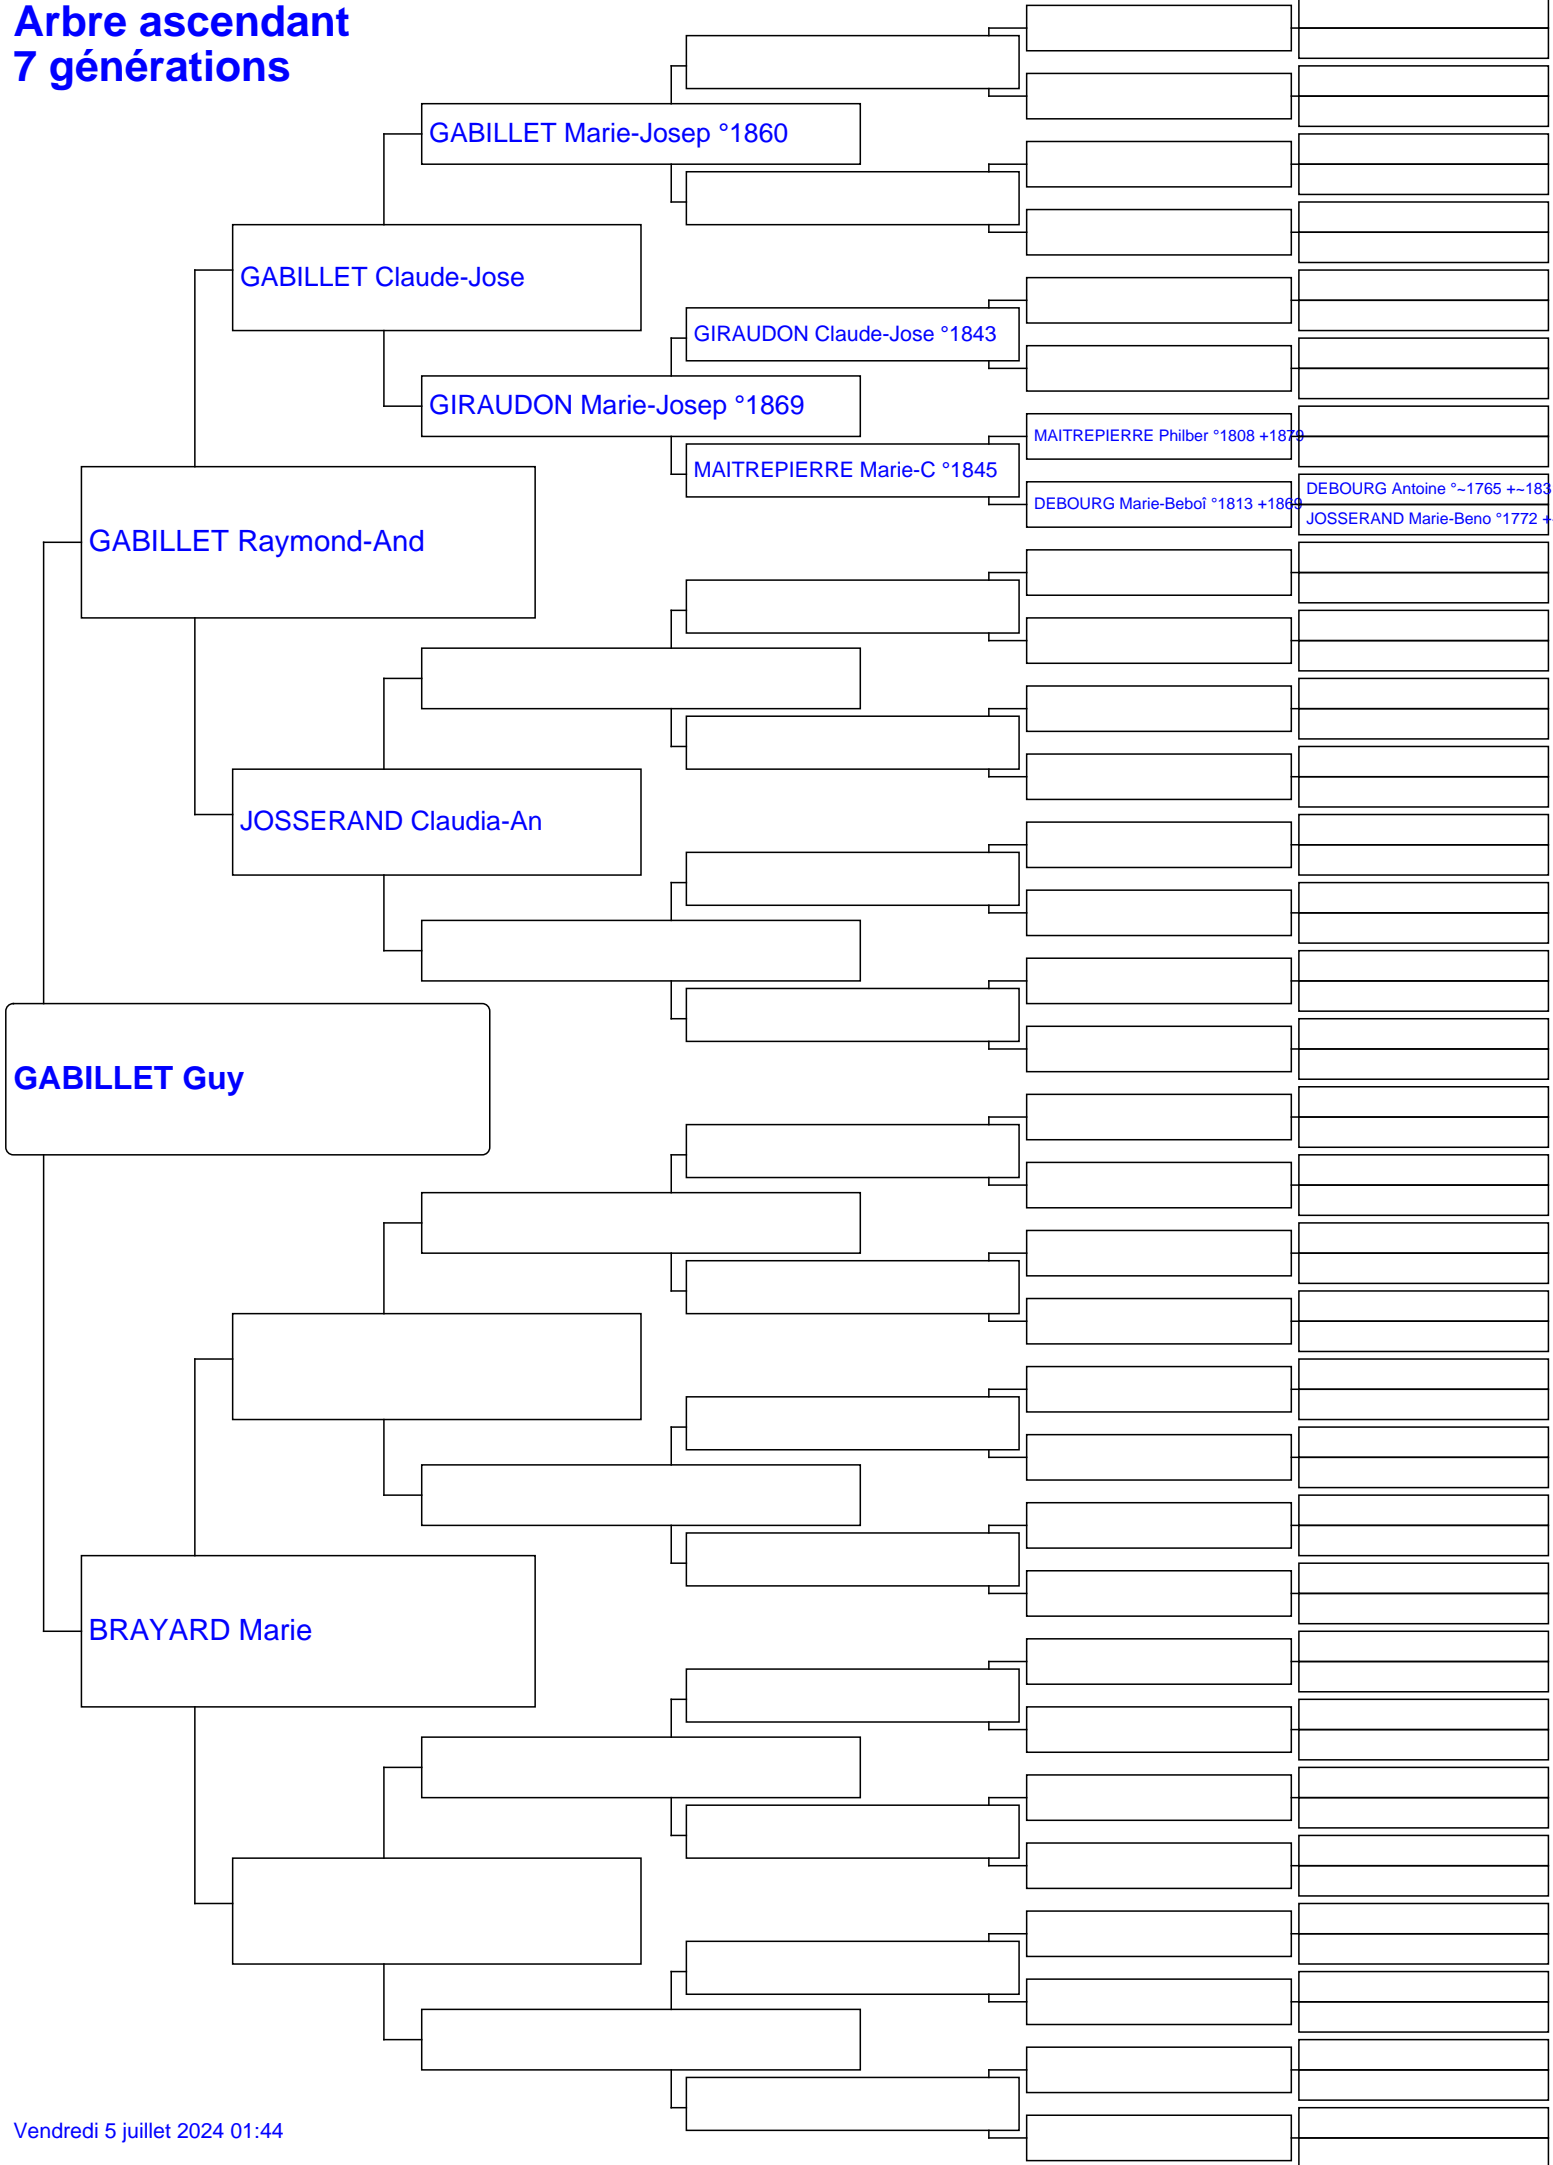 Arbre ascendant
7 générations
GABILLET Marie-Josep °1860
GABILLET Claude-Jose
GIRAUDON Claude-Jose °1843
GIRAUDON Marie-Josep °1869
MAITREPIERRE Philber °1808 +1879
MAITREPIERRE Marie-C °1845
DEBOURG Antoine °~1765 +~183
DEBOURG Marie-Beboî °1813 +1869
JOSSERAND Marie-Beno °1772 +
GABILLET Raymond-And
JOSSERAND Claudia-An
GABILLET Guy
BRAYARD Marie
Vendredi 5 juillet 2024 01:44